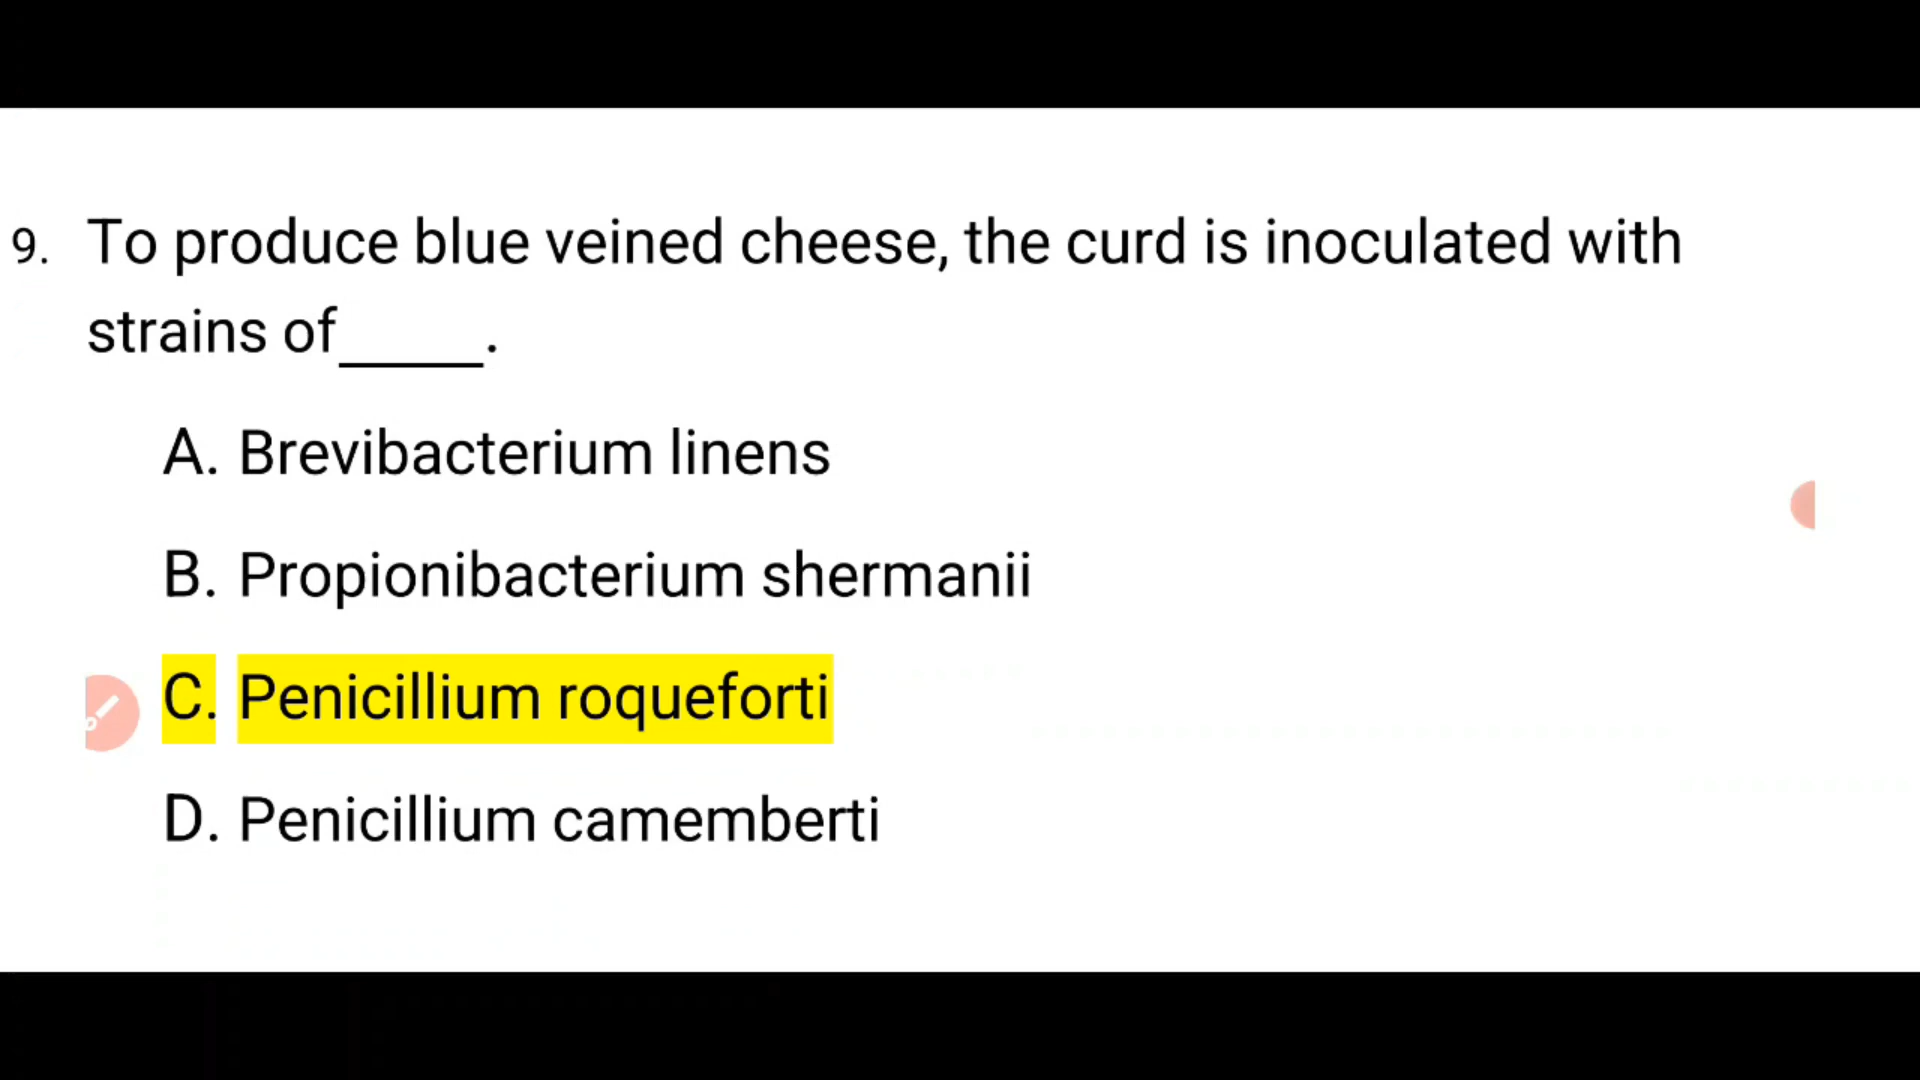 9. To produce blue veined cheese, the curd is inoculated with
strains of_____.
A. Brevibacterium linens
B. Propionibacterium shermanii
C. Penicillium roqueforti
D. Penicillium camemberti